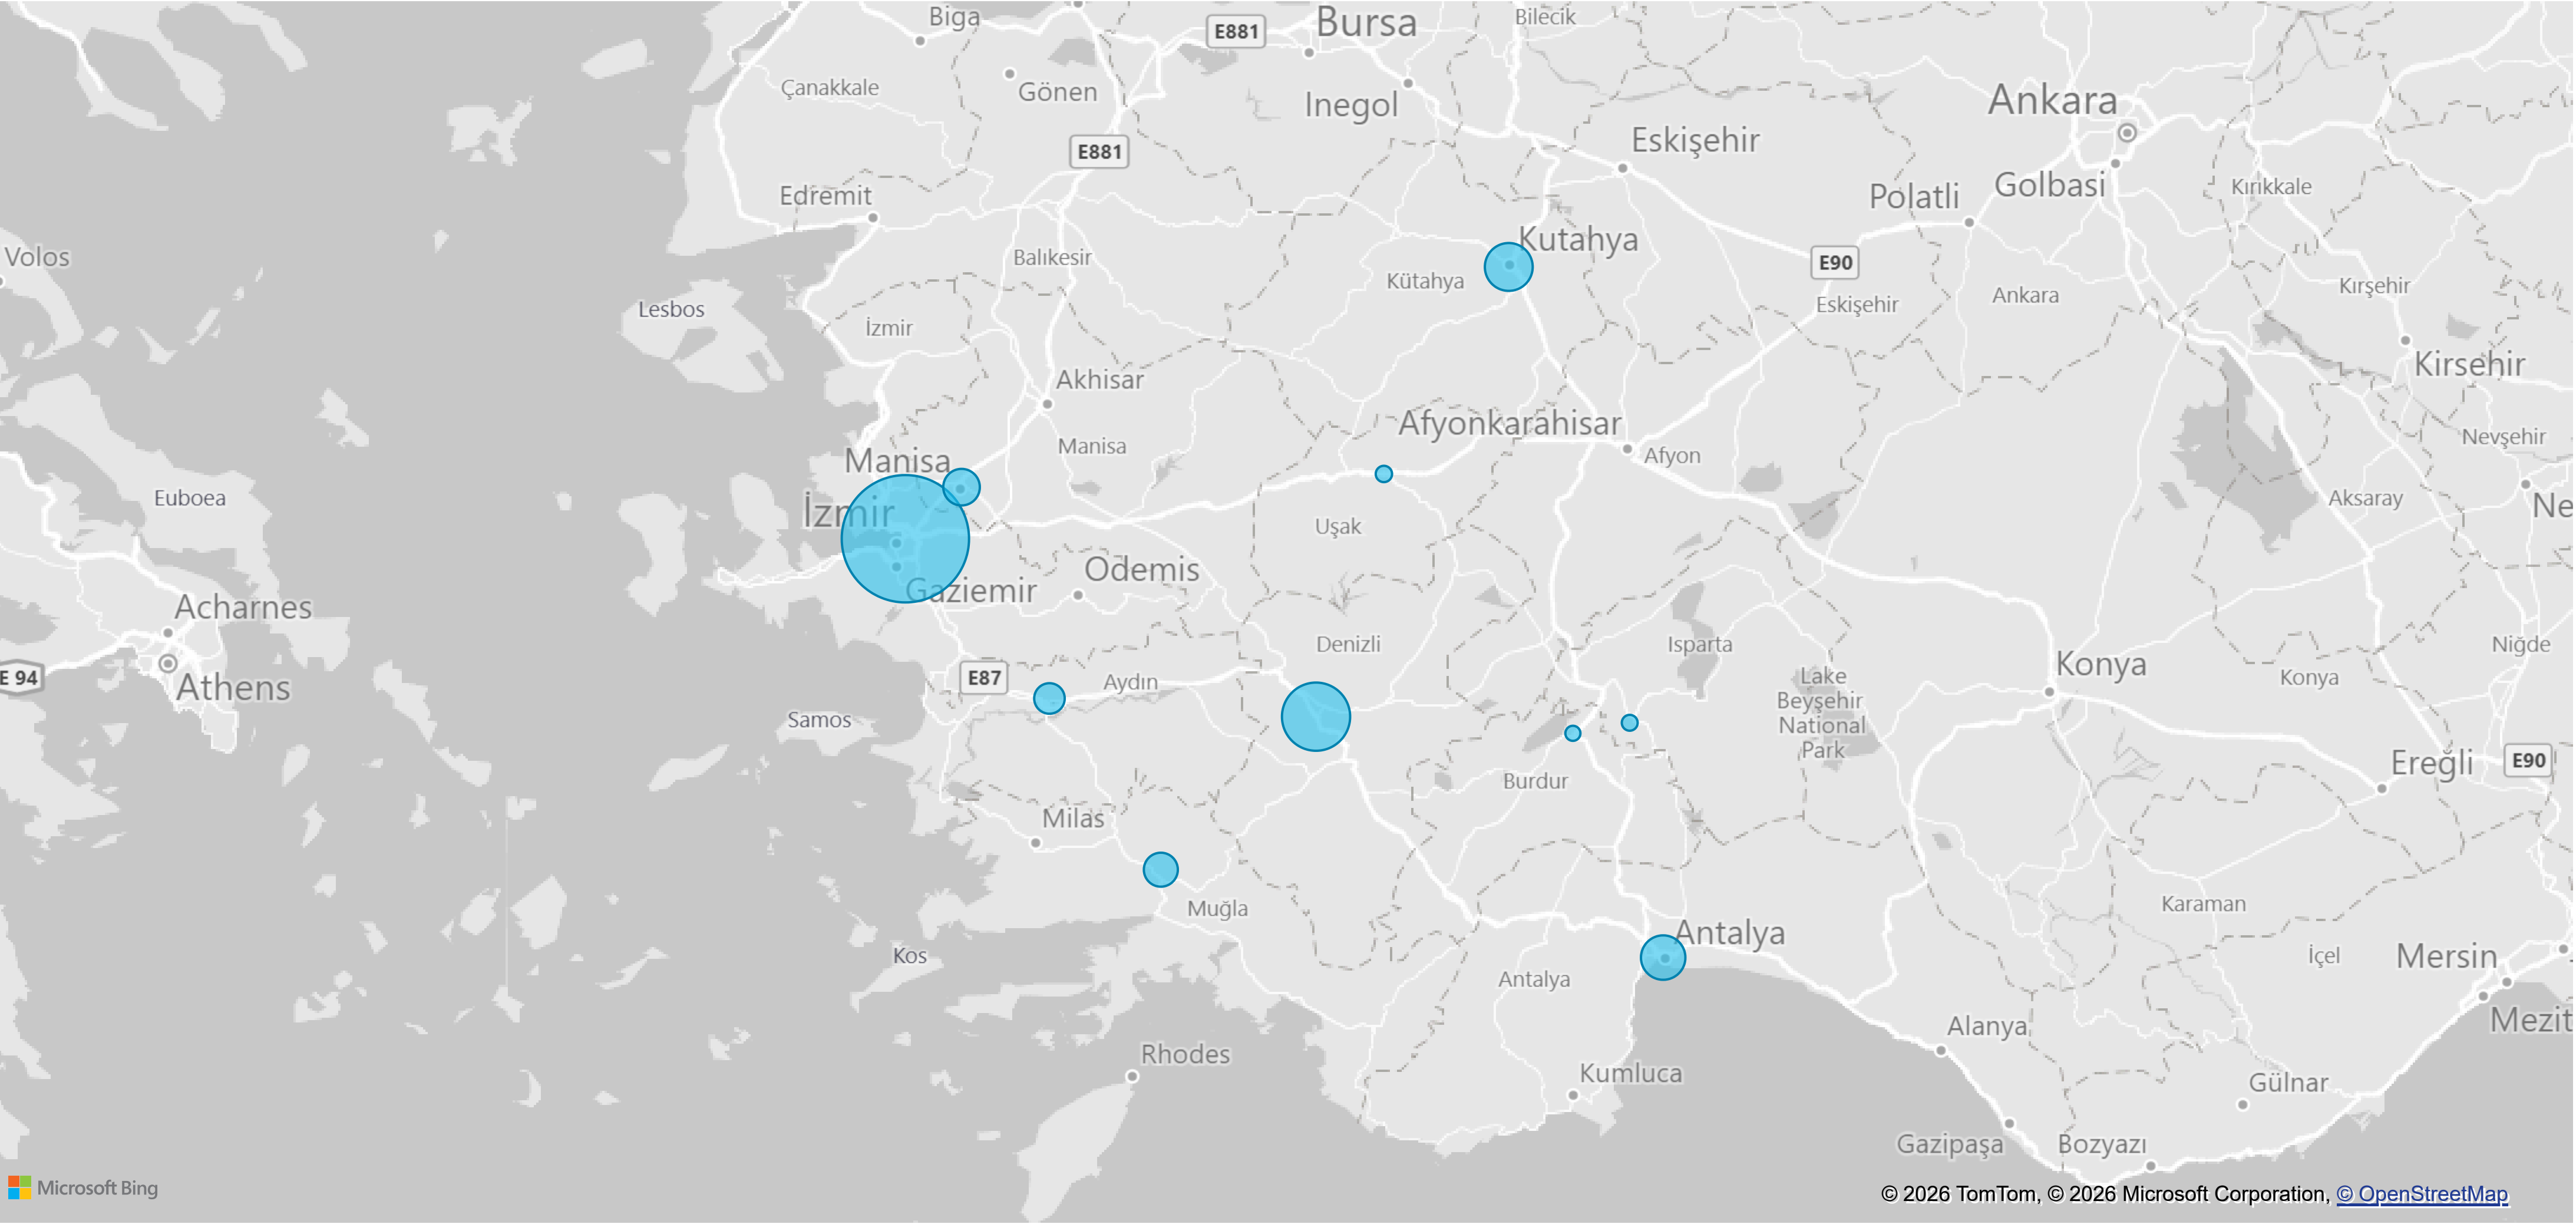 Biga
E881
Bursa
Bilecik
Çanakkale
Gönen
Inegol
Ankara
E881
Eskişehir
Edremit
Polatli
Golbasi
Kırıkkale
Volos
Balıkesir
Kutahya
E90
Kütahya
Lesbos
İzmir
Eskişehir
Ankara
Kırşehir
Kirsehir
Akhisar
Afyonkarahisar
Manisa
Manisa
Afyon
Nevşehir
Euboea
İzmir
Uşak
Aksaray
Ne
Gaziemir
Odemis
Acharnes
Denizli
Isparta
Niğde
E 94
Athens
E87
Aydın
Lake
Beyşehir
National
Park
Konya
Konya
Samos
Burdur
Ereğli
E90
Milas
Muğla
Karaman
Kos
Antalya
Antalya
İçel
Mersin
Mezit
Rhodes
Alanya
Kumluca
Gülnar
Gazipaşa
Bozyazı
Microsoft Bing
© 2026 TomTom, © 2026 Microsoft Corporation, © OpenStreetMap